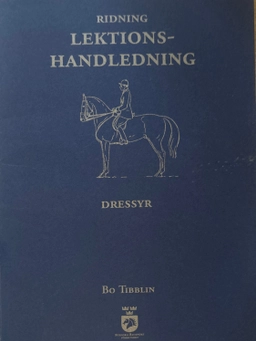 RIDNING
LEKTIONS-
HANDLEDNING
DRESSYR
BO TIBBLIN